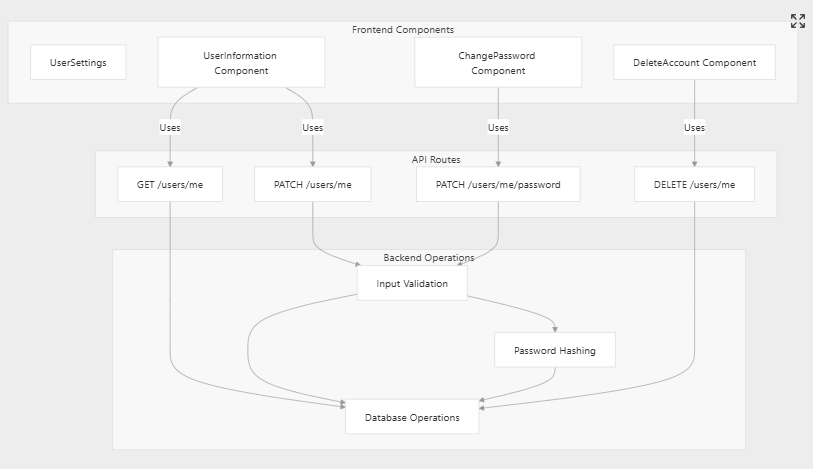 Frontend Components
UserSettings
UserInformation
Component
ChangePassword
Component
DeleteAccount Component
Uses
Uses
Uses
Uses
API Routes
GET /users/me
PATCH /users/me
PATCH /users/me/password
DELETE /users/me
Backend Operations
Input Validation
Password Hashing
Database Operations